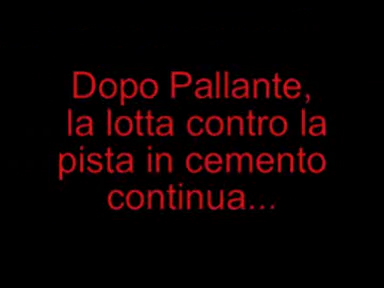 Dopo Pallante,
la lotta contro la
pista in cemento
continua...